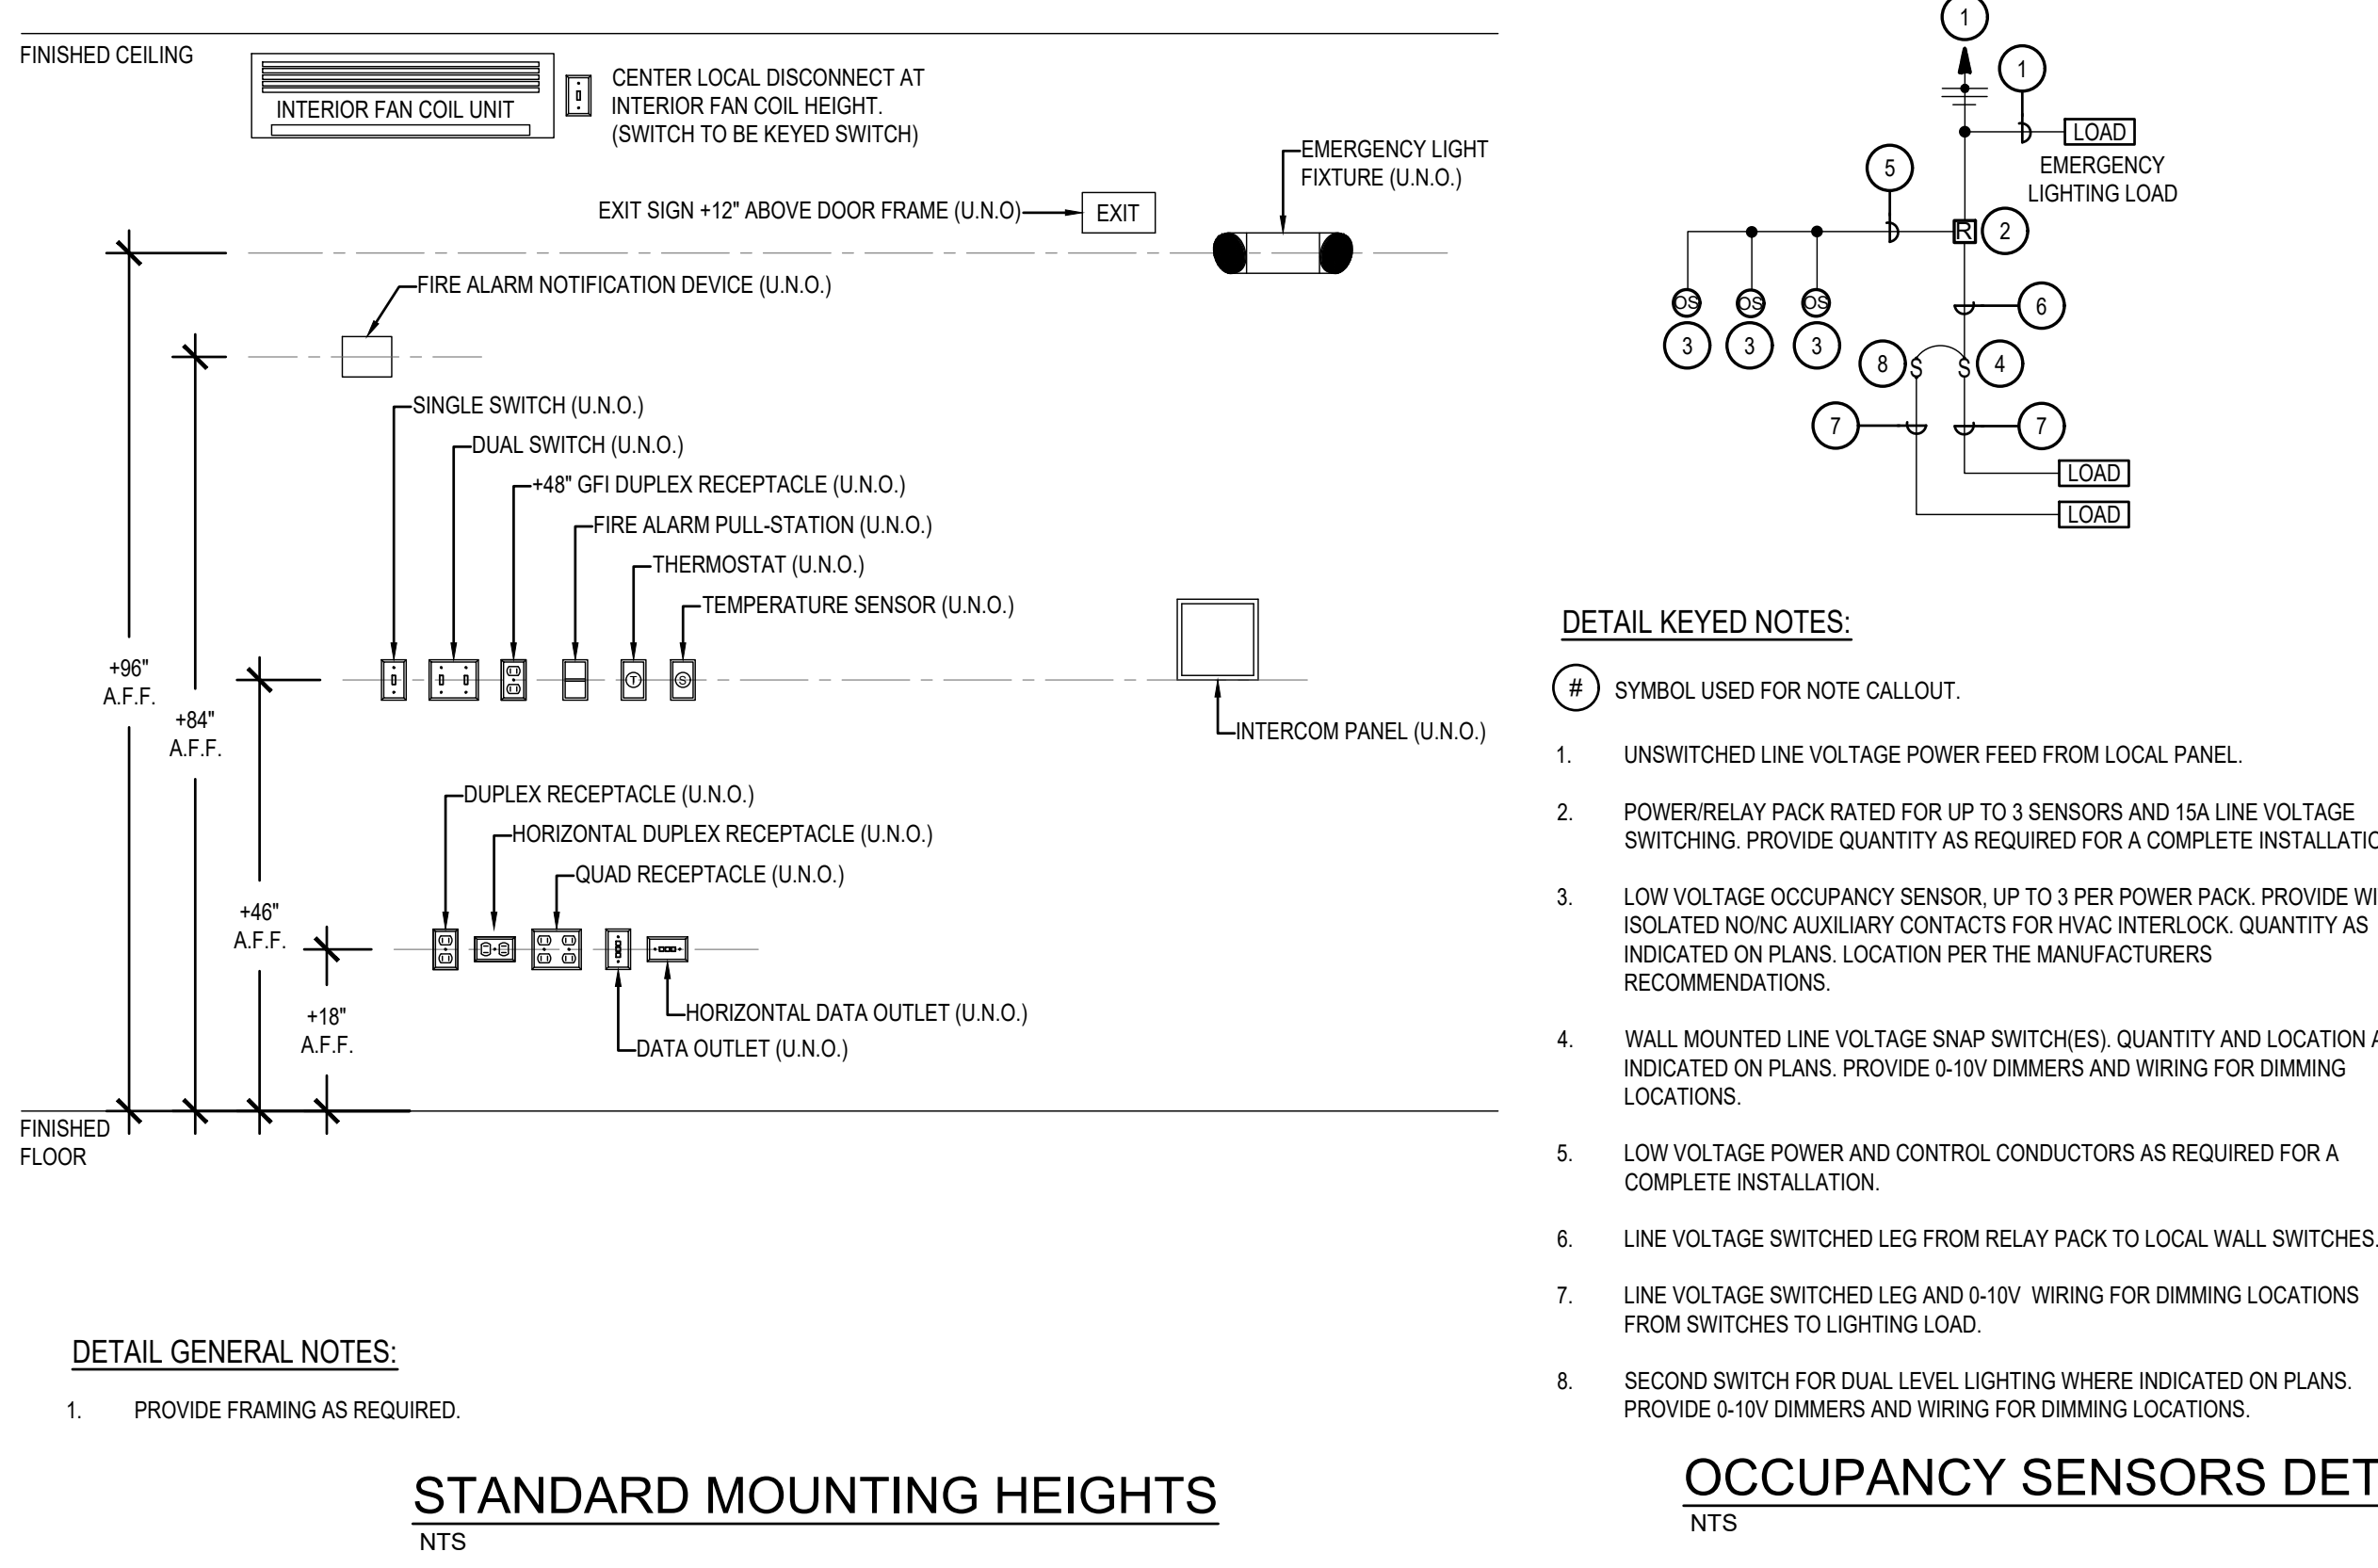 FINISHED CEILING
INTERIOR FAN COIL UNIT
CENTER LOCAL DISCONNECT AT
INTERIOR FAN COIL HEIGHT.
(SWITCH TO BE KEYED SWITCH)
EMERGENCY LIGHT
FIXTURE (U.N.O.)
EXIT SIGN +12" ABOVE DOOR FRAME (U.N.O)
EXIT
FIRE ALARM NOTIFICATION DEVICE (U.N.O.)
SINGLE SWITCH (U.N.O.)
DUAL SWITCH (U.N.O.)
+48" GFI DUPLEX RECEPTACLE (U.N.O.)
FIRE ALARM PULL-STATION (U.N.O.)
THERMOSTAT (U.N.O.)
TEMPERATURE SENSOR (U.N.O.)
T
S
INTERCOM PANEL (U.N.O.)
+96"
A.F.F.
+84"
A.F.F.
+46"
A.F.F.
+18"
A.F.F.
DUPLEX RECEPTACLE (U.N.O.)
HORIZONTAL DUPLEX RECEPTACLE (U.N.O.)
QUAD RECEPTACLE (U.N.O.)
HORIZONTAL DATA OUTLET (U.N.O.)
DATA OUTLET (U.N.O.)
FINISHED
FLOOR
DETAIL GENERAL NOTES:
1. PROVIDE FRAMING AS REQUIRED.
STANDARD MOUNTING HEIGHTS
NTS
1
1
LOAD
EMERGENCY
LIGHTING LOAD
5
R
2
OS OS OS
3 3 3
6
8 S S 4
7 7
LOAD
LOAD
DETAIL KEYED NOTES:
# SYMBOL USED FOR NOTE CALLOUT.
1. UNSWITCHED LINE VOLTAGE POWER FEED FROM LOCAL PANEL.
2. POWER/RELAY PACK RATED FOR UP TO 3 SENSORS AND 15A LINE VOLTAGE
SWITCHING. PROVIDE QUANTITY AS REQUIRED FOR A COMPLETE
3. LOW VOLTAGE OCCUPANCY SENSOR, UP TO 3 PER POWER PACK. PROVIDE
ISOLATED NO/NC AUXILIARY CONTACTS FOR HVAC INTERLOCK. QUANTITY AS
INDICATED ON PLANS. LOCATION PER THE MANUFACTURERS
RECOMMENDATIONS.
4. WALL MOUNTED LINE VOLTAGE SNAP SWITCH(ES). QUANTITY AND LOCATION
INDICATED ON PLANS. PROVIDE 0-10V DIMMERS AND WIRING FOR DIMMING
LOCATIONS.
5. LOW VOLTAGE POWER AND CONTROL CONDUCTORS AS REQUIRED FOR A
COMPLETE INSTALLATION.
6. LINE VOLTAGE SWITCHED LEG FROM RELAY PACK TO LOCAL WALL SWITCHES.
7. LINE VOLTAGE SWITCHED LEG AND 0-10V WIRING FOR DIMMING LOCATIONS
FROM SWITCHES TO LIGHTING LOAD.
8. SECOND SWITCH FOR DUAL LEVEL LIGHTING WHERE INDICATED ON PLANS.
PROVIDE 0-10V DIMMERS AND WIRING FOR DIMMING LOCATIONS.
OCCUPANCY SENSORS
NTS